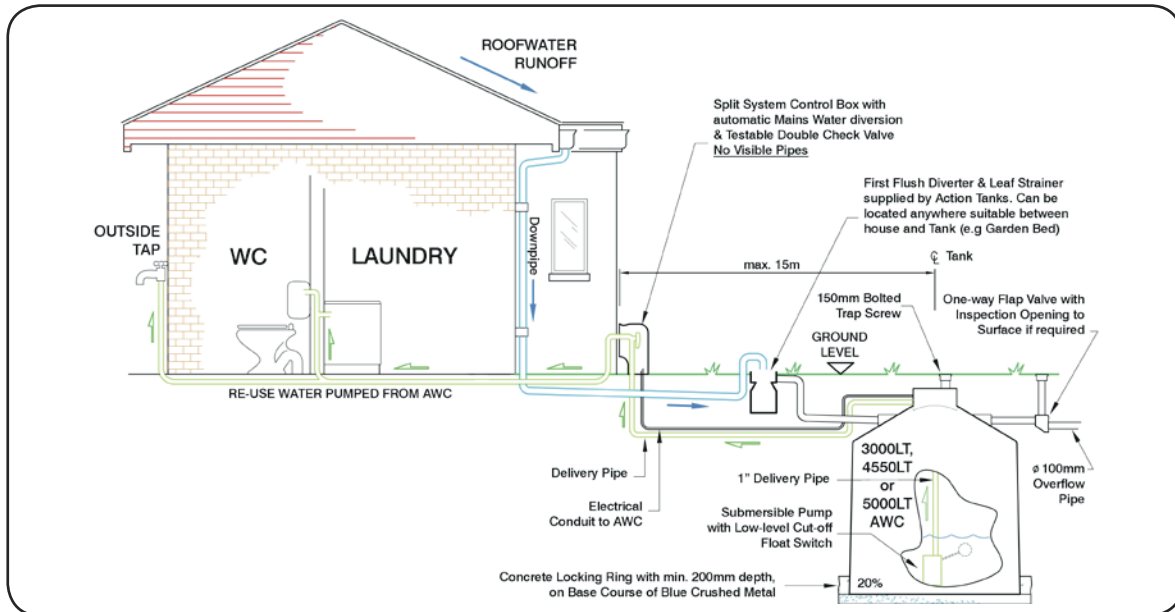 ROOFWATER
RUNOFF
Split System Control Box with
automatic Mains Water diversion
& Testable Double Check Valve
No Visible Pipes
First Flush Diverter & Leaf Strainer
supplied by Action Tanks. Can be
located anywhere suitable between
house and Tank (e.g Garden Bed)
OUTSIDE
TAP
WC
LAUNDRY
Downpipe
max. 15m
℄ Tank
150mm Bolted
Trap Screw
One-way Flap Valve with
Inspection Opening to
Surface if required
GROUND
LEVEL
RE-USE WATER PUMPED FROM AWC
Delivery Pipe
Electrical
Conduit to AWC
3000LT,
4550LT
or
5000LT
AWC
1" Delivery Pipe
Submersible Pump
with Low-level Cut-off
Float Switch
ø 100mm
Overflow
Pipe
Concrete Locking Ring with min. 200mm depth,
on Base Course of Blue Crushed Metal
20%